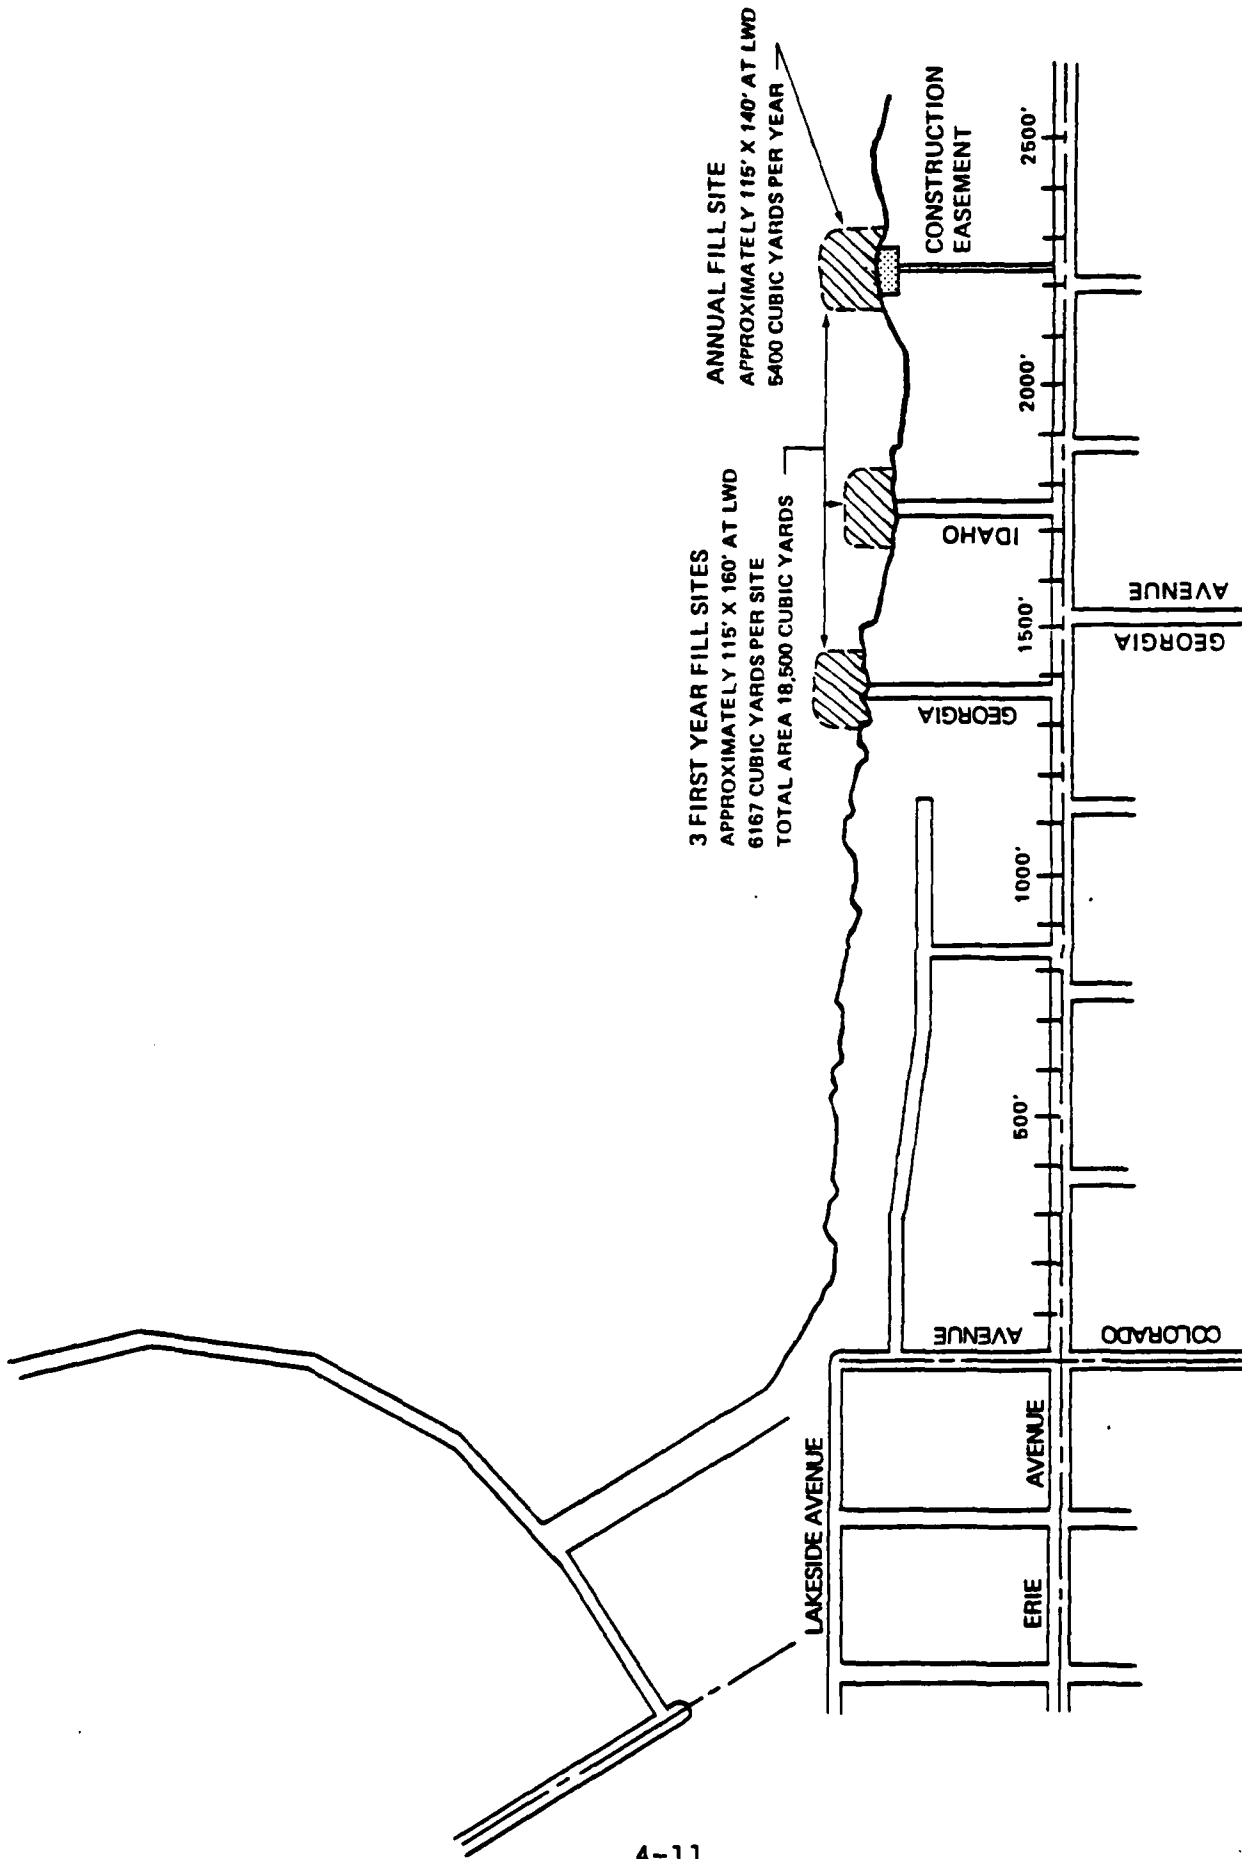 3 FIRST YEAR FILL SITES
APPROXIMATELY 115' X 160' AT LWD
6167 CUBIC YARDS PER SITE
TOTAL AREA 18,500 CUBIC YARDS
ANNUAL FILL SITE
APPROXIMATELY 115' X 140' AT LWD
5400 CUBIC YARDS PER YEAR
CONSTRUCTION
EASEMENT
LAKESIDE AVENUE
ERIE AVENUE
COLORADO AVENUE
GEORGIA
IDAHO
GEORGIA
AVENUE
500'
1000'
1500'
2000'
2500'
4-11